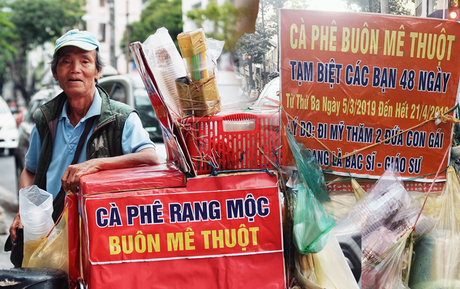 CÀ PHÊ RANG MỘC
BUÔN MÊ THUỘT
CÀ PHÊ BUÔN MÊ THUỘT
TẠM BIỆT CÁC BẠN 48 NGÀY
Từ Thứ Ba Ngày 5/3/2019 Đến Hết 21/4/2019
ĐI MỸ THĂM 2 ĐỨA CON GÁI
LÀ BÁC SĨ - GIÁO SƯ